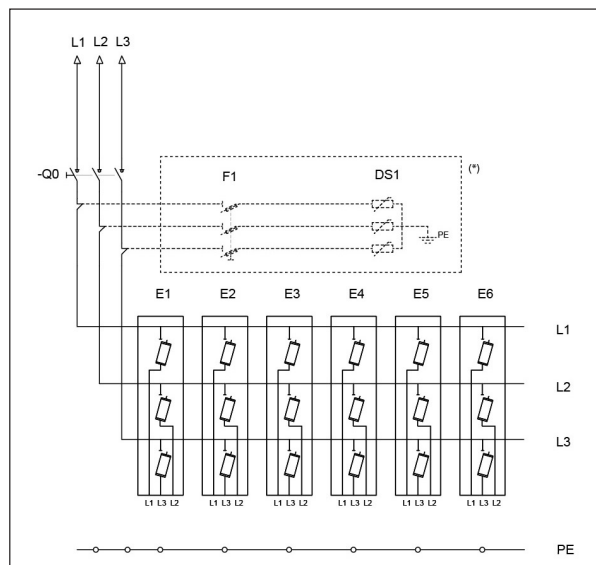 L1 L2 L3
-Q0
F1 DS1 (*)
PE
E1 E2 E3 E4 E5 E6
L1
L2
L3
L1 L3 L2 L1 L3 L2 L1 L3 L2 L1 L3 L2 L1 L3 L2 L1 L3 L2
PE